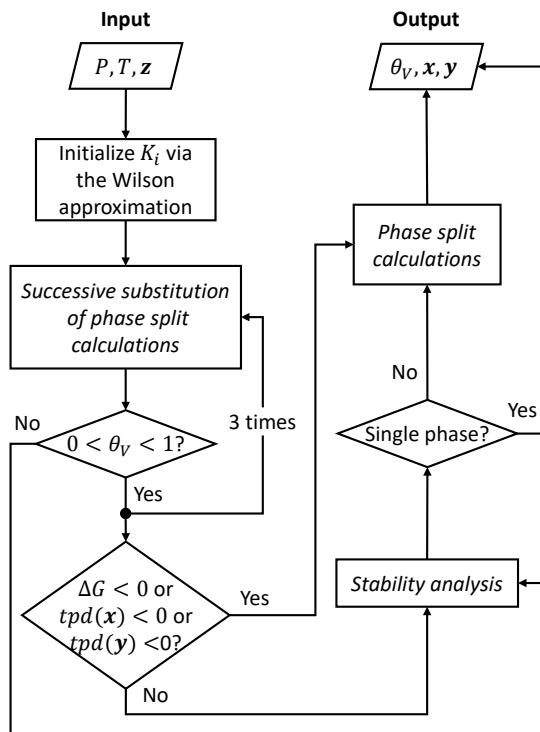 Input
P, T, z
Initialize K_i via
the Wilson
approximation
Successive substitution
of phase split
calculations
No
0 < θ_V < 1?
3 times
Yes
ΔG < 0 or
tpd(x) < 0 or
tpd(y) <0?
Yes
No
Output
θ_V, x, y
Phase split
calculations
No
Single phase?
Yes
Stability analysis